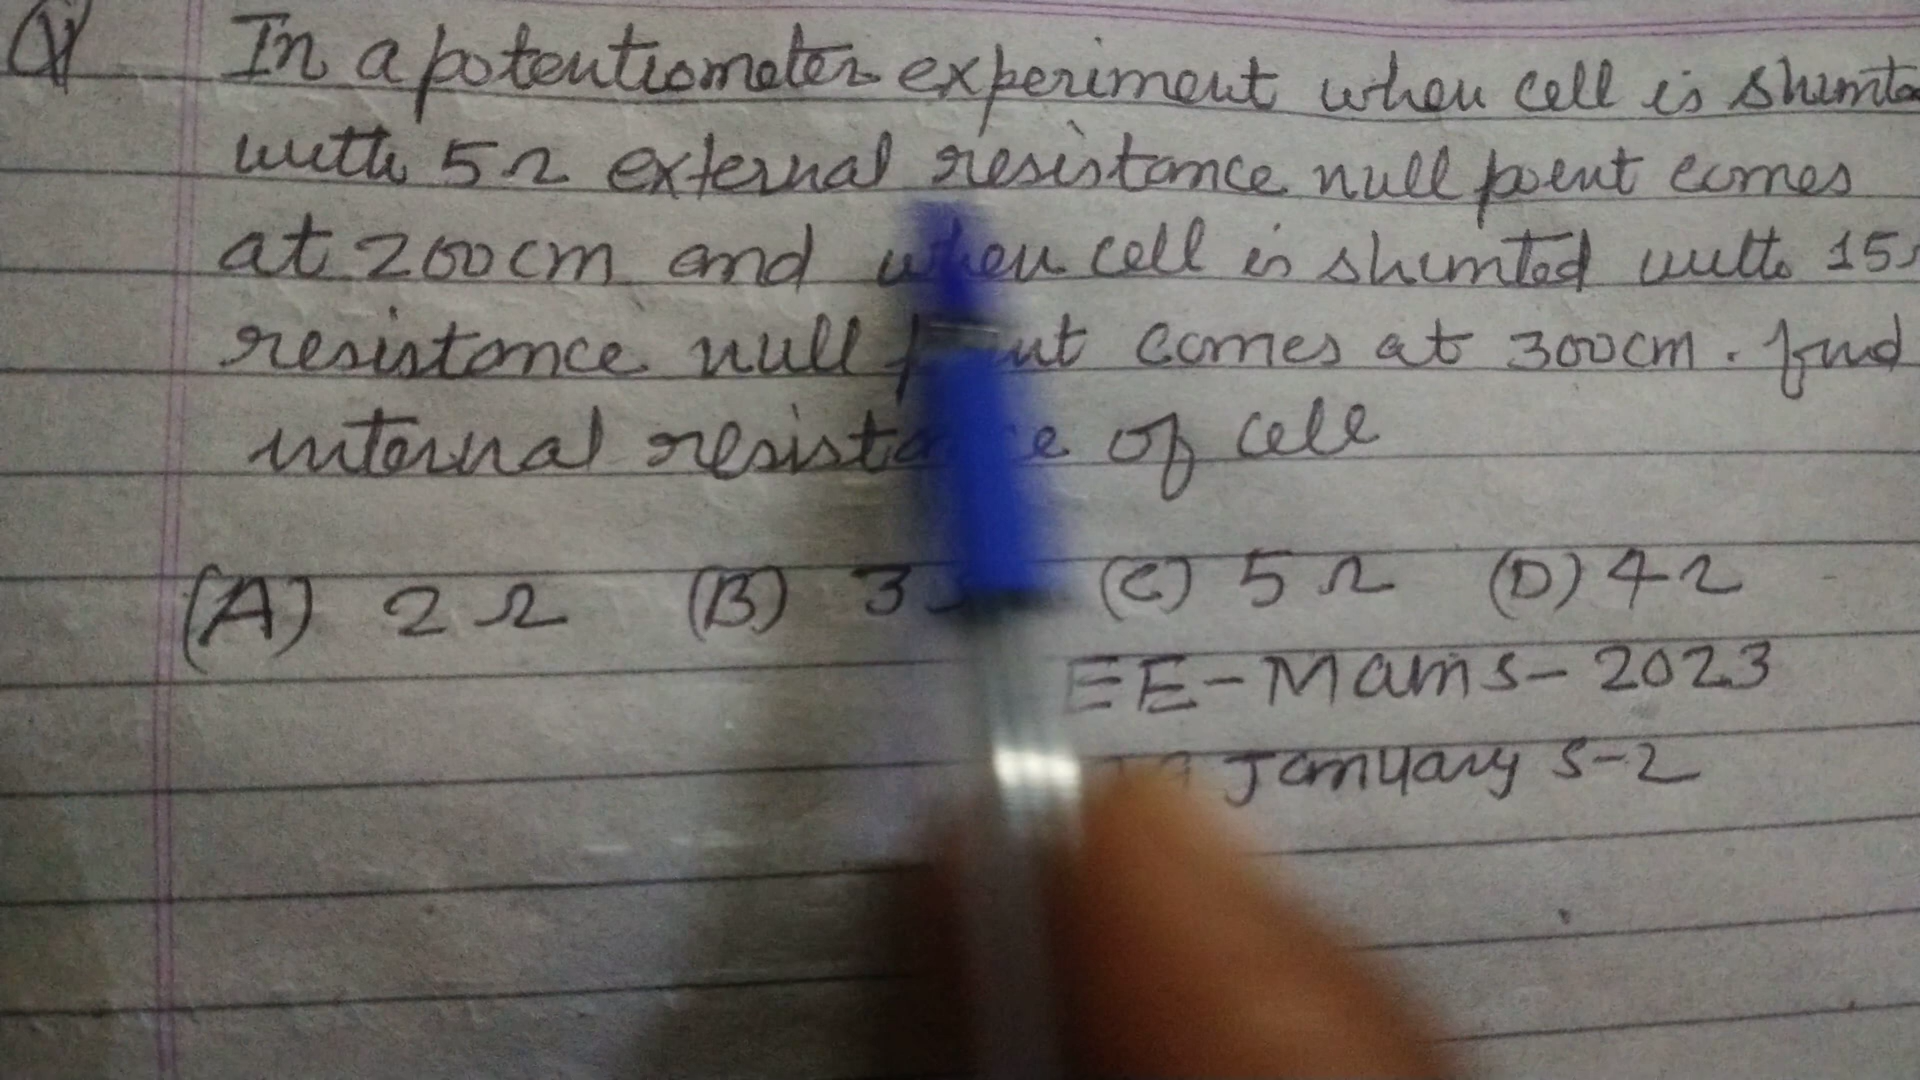 Q In a potentiometer experiment when cell is shunted
with 5Ω external resistance null point comes
at 200cm and when cell is shunted with 15Ω
resistance null comes at 300cm. find
internal resistance of cell
(A) 2Ω (B) 3 (C) 5Ω (D) 4Ω
EE-Mains-2023
January S-2